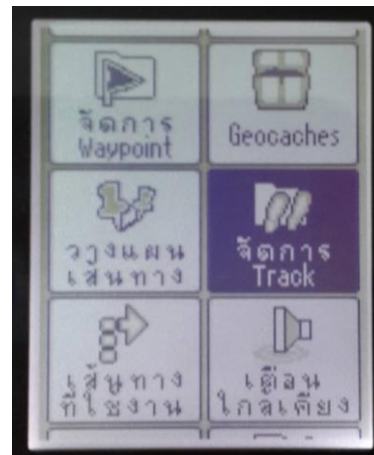 จัดการ
Waypoint
Geocaches
วางแผน
เส้นทาง
จัดการ
Track
เส้นทาง
ที่ใช้งาน
เตือน
ใกล้เคียง